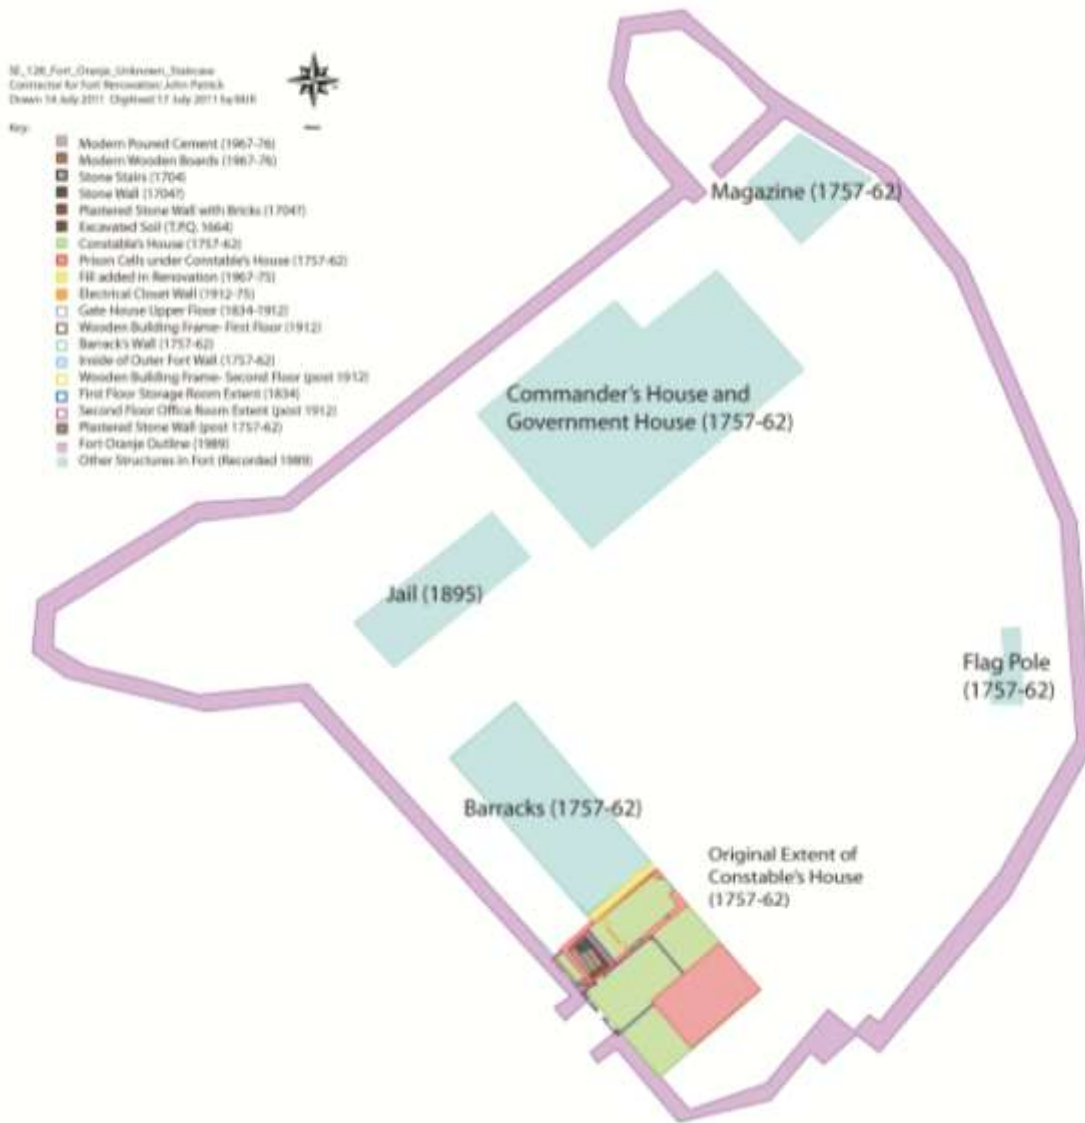 SE_126_Fort_Oranje_Unknown_Staircase
Contractor for Fort Renovation: John Patrick
Drawn 14 July 2011 Digitized 17 July 2011 by
Key:
Modern Poured Cement (1967-76)
Modern Wooden Boards (1967-76)
Stone Stairs (1704)
Stone Wall (1704?)
Plastered Stone Wall with Bricks (1704?)
Excavated Soil (T.P.Q. 1664)
Constable's House (1757-62)
Prison Cells under Constable's House (1757-62)
Fill added in Renovation (1967-75)
Electrical Closet Wall (1912-75)
Gate House Upper Floor (1834-1912)
Wooden Building Frame- First Floor (1912)
Barrack's Wall (1757-62)
Inside of Outer Fort Wall (1757-62)
Wooden Building Frame- Second Floor (post 1912)
First Floor Storage Room Extent (1834)
Second Floor Office Room Extent (post 1912)
Plastered Stone Wall (post 1757-62)
Fort Oranje Outline (1989)
Other Structures in Fort (Recorded 1989)
Magazine (1757-62)
Commander's House and
Government House (1757-62)
Jail (1895)
Flag Pole
(1757-62)
Barracks (1757-62)
Original Extent of
Constable's House
(1757-62)